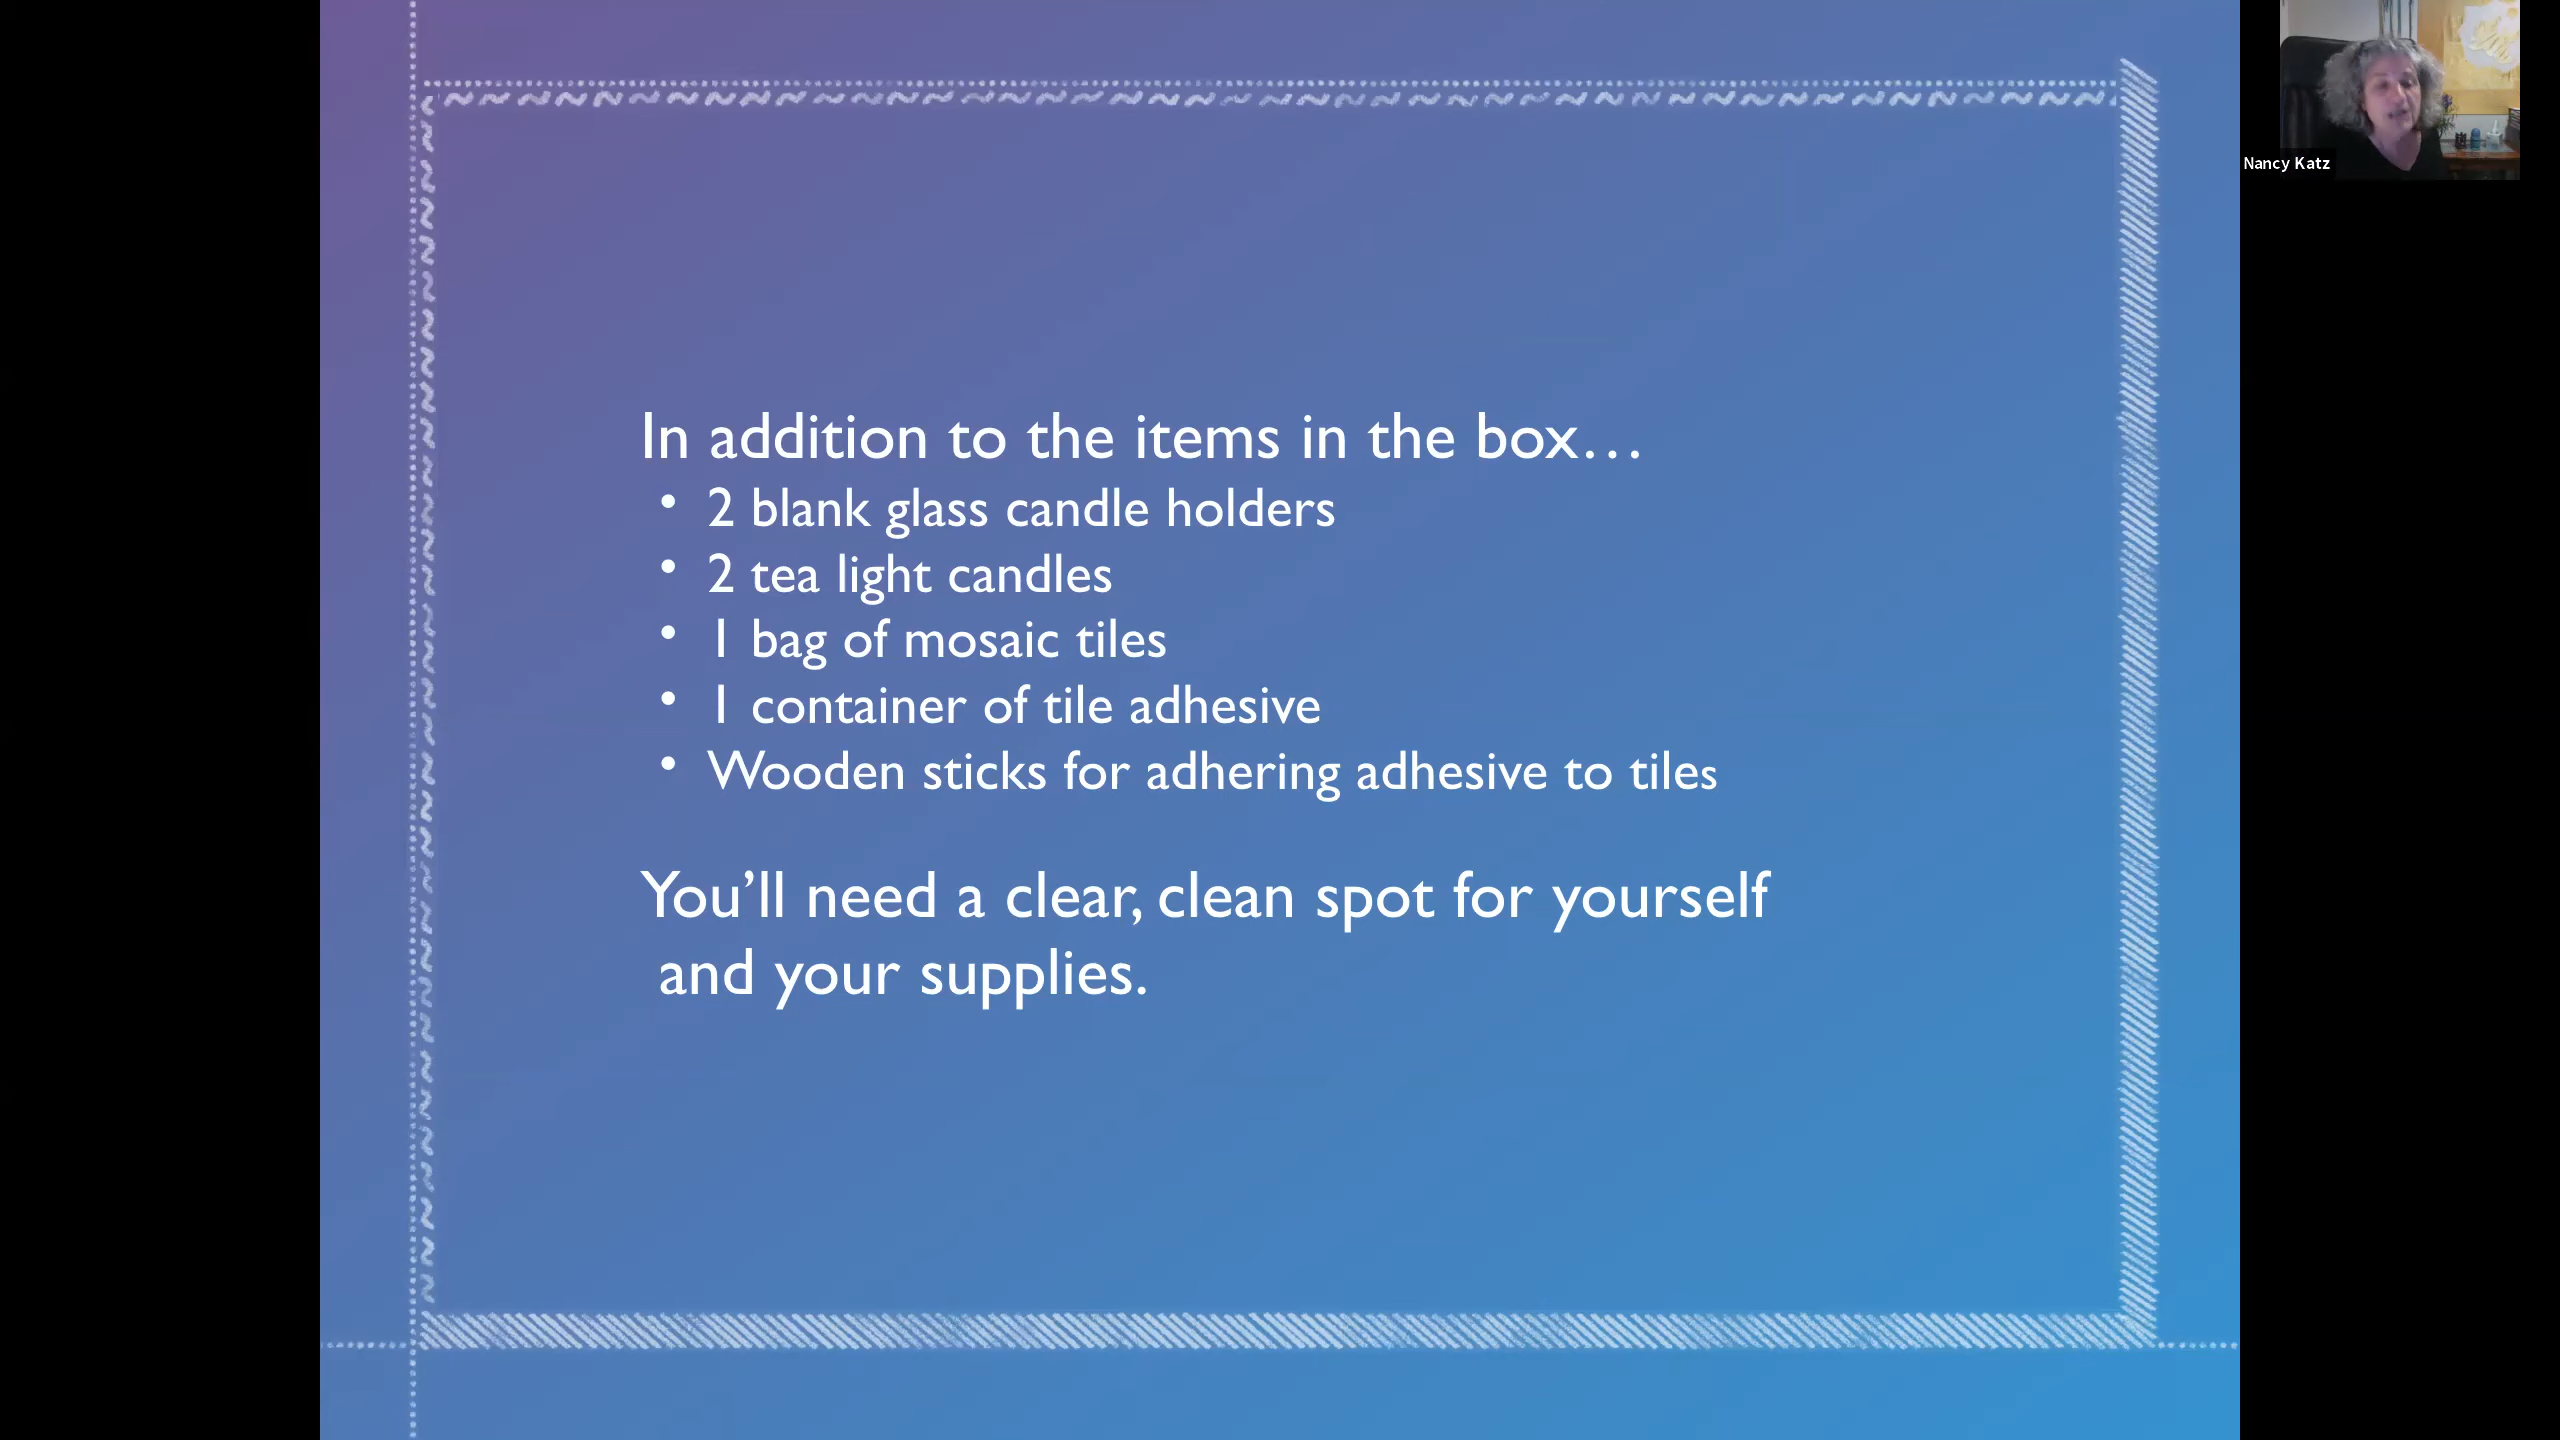 In addition to the items in the box…
• 2 blank glass candle holders
• 2 tea light candles
• 1 bag of mosaic tiles
• 1 container of tile adhesive
• Wooden sticks for adhering adhesive to tiles
You’ll need a clear, clean spot for yourself
and your supplies.
Nancy Katz